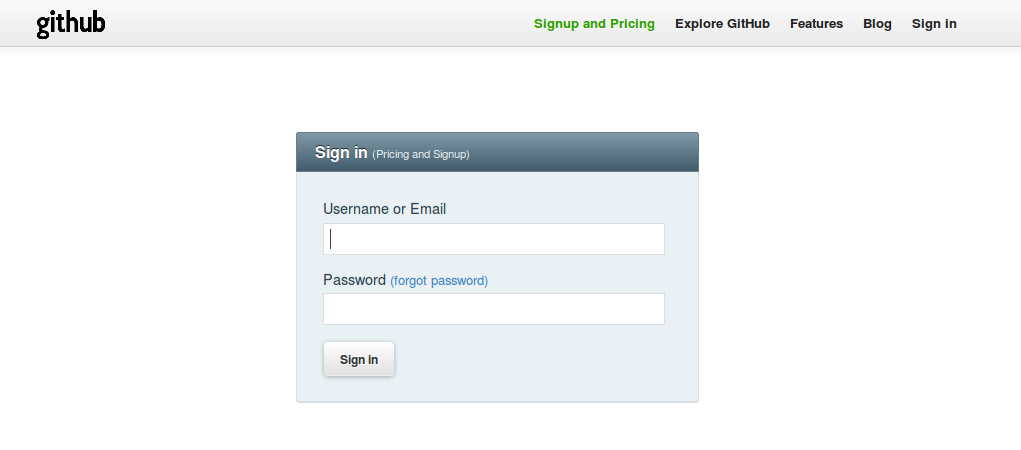 github
Signup and Pricing Explore GitHub Features Blog Sign in
Sign in (Pricing and Signup)
Username or Email
Password (forgot password)
Sign in